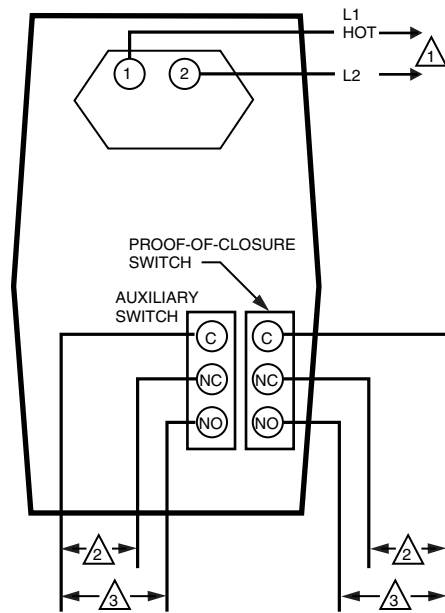 L1
HOT
1
1 2
L2
PROOF-OF-CLOSURE
SWITCH
AUXILIARY
SWITCH
C C
NC NC
NO NO
2 2
3 3